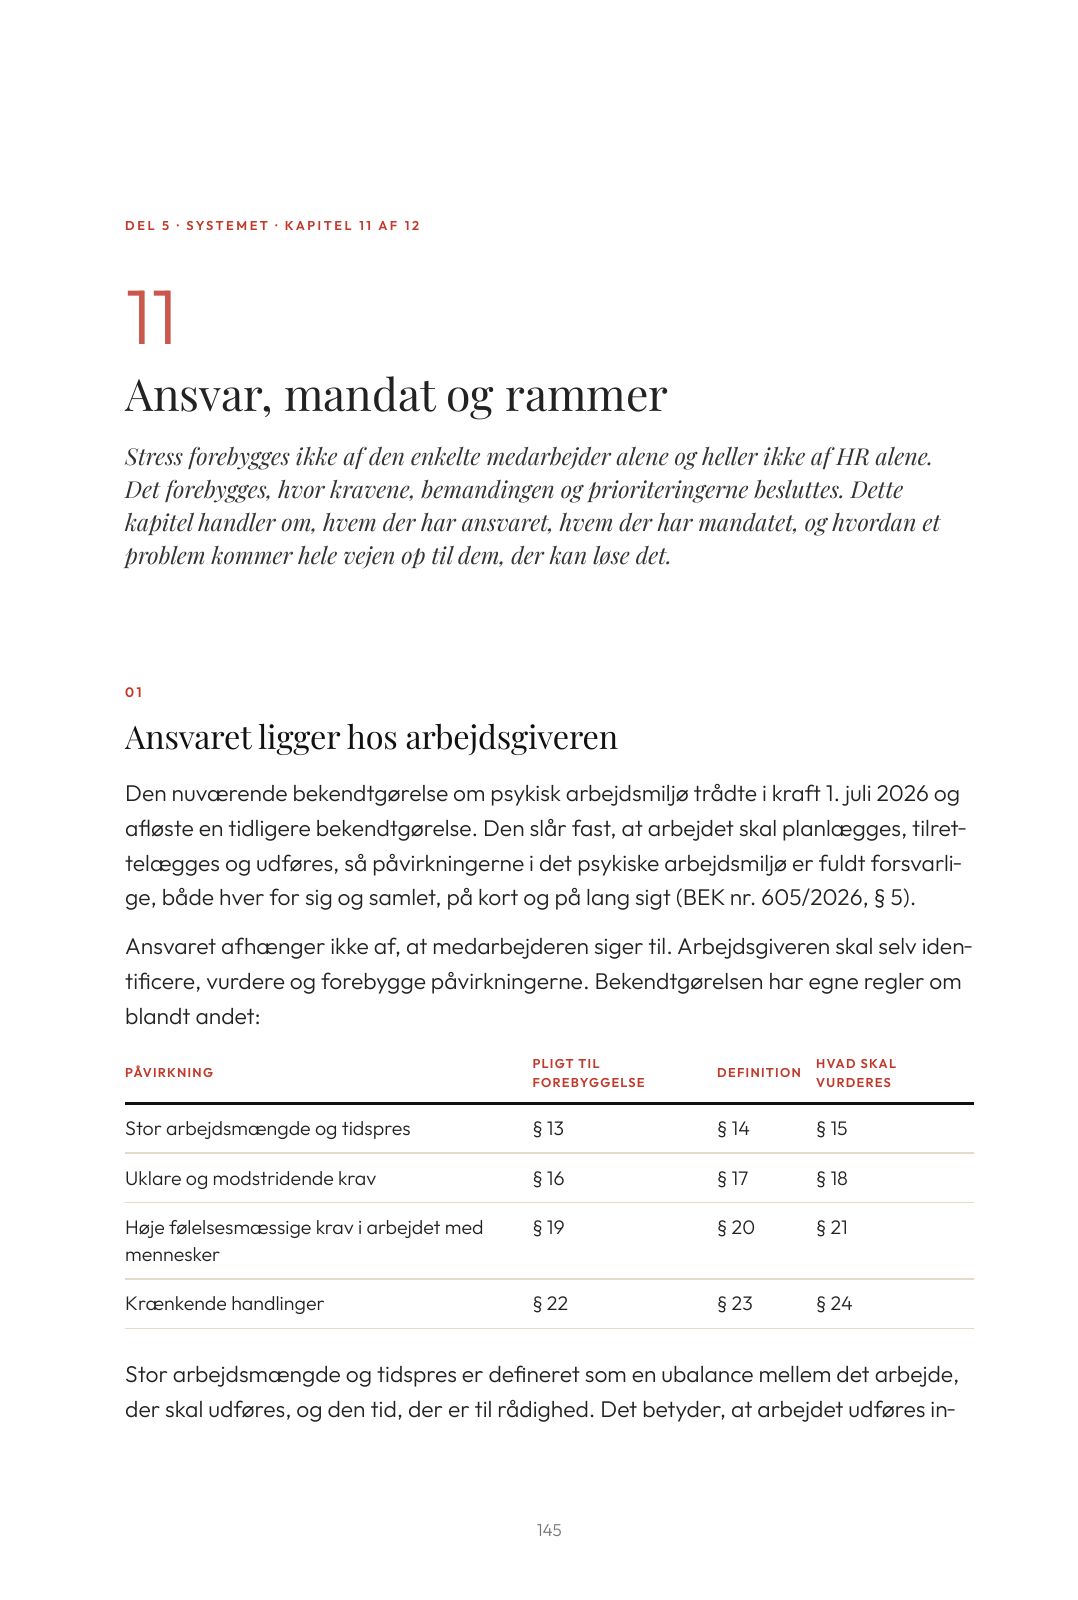 DEL 5 · SYSTEMET · KAPITEL 11 AF 12
11
Ansvar, mandat og rammer
Stress forebygges ikke af den enkelte medarbejder alene og heller ikke af HR alene.
Det forebygges, hvor kravene, bemandingen og prioriteringerne besluttes. Dette
kapitel handler om, hvem der har ansvaret, hvem der har mandatet, og hvordan et
problem kommer hele vejen op til dem, der kan løse det.
01
Ansvaret ligger hos arbejdsgiveren
Den nuværende bekendtgørelse om psykisk arbejdsmiljø trådte i kraft 1. juli 2026 og
afløste en tidligere bekendtgørelse. Den slår fast, at arbejdet skal planlægges, tilret-
telægges og udføres, så påvirkningerne i det psykiske arbejdsmiljø er fuldt forsvarli-
ge, både hver for sig og samlet, på kort og på lang sigt (BEK nr. 605/2026, § 5).
Ansvaret afhænger ikke af, at medarbejderen siger til. Arbejdsgiveren skal selv iden-
tificere, vurdere og forebygge påvirkningerne. Bekendtgørelsen har egne regler om
blandt andet:
PÅVIRKNING PLIGT TIL FOREBYGGELSE DEFINITION HVAD SKAL VURDERES
Stor arbejdsmængde og tidspres § 13 § 14 § 15
Uklare og modstridende krav § 16 § 17 § 18
Høje følelsesmæssige krav i arbejdet med § 19 § 20 § 21
mennesker
Krænkende handlinger § 22 § 23 § 24
Stor arbejdsmængde og tidspres er defineret som en ubalance mellem det arbejde,
der skal udføres, og den tid, der er til rådighed. Det betyder, at arbejdet udføres in-
145